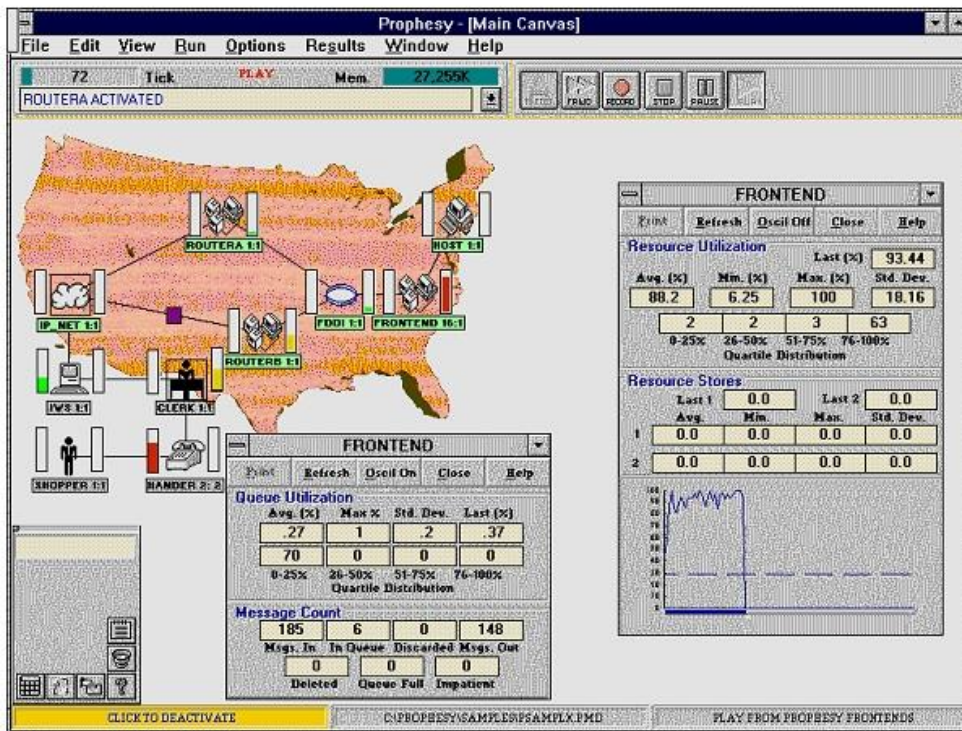 Prophesy - [Main Canvas]
File Edit View Run Options Results Window Help
72 Tick PLAY Mem. 27,255K
ROUTERA ACTIVATED
FRWD RECORD STOP PAUSE
ROUTERA 1:1
HOST 1:1
IP_NET 1:1
FDDI 1:1
FRONTEND 16:1
ROUTERB 1:1
IWS 1:1
CLERK 1:1
SHOPPER 1:1
HANDER 2: 2
FRONTEND
Print Refresh Oscil On Close Help
Queue Utilization
Avg. (%) Max % Std. Dev. Last (%)
.27 1 .2 .37
70 0 0 0
0-25% 26-50% 51-75% 76-100%
Quartile Distribution
Message Count
185 6 0 148
Msgs. In In Queue Discarded Msgs. Out
0 0 0
Deleted Queue Full Impatient
FRONTEND
Print Refresh Oscil Off Close Help
Resource Utilization
Last (%) 93.44
Avg. (%) Min. (%) Max. (%) Std. Dev.
88.2 6.25 100 18.16
2 2 3 63
0-25% 26-50% 51-75% 76-100%
Quartile Distribution
Resource Stores
Last 1 0.0 Last 2 0.0
Avg. Min. Max. Std. Dev.
1 0.0 0.0 0.0 0.0
2 0.0 0.0 0.0 0.0
CLICK TO DEACTIVATE
C:\PROPHESY\SAMPLES\PSAMPLX.PMD
PLAY FROM PROPHESY FRONTENDS